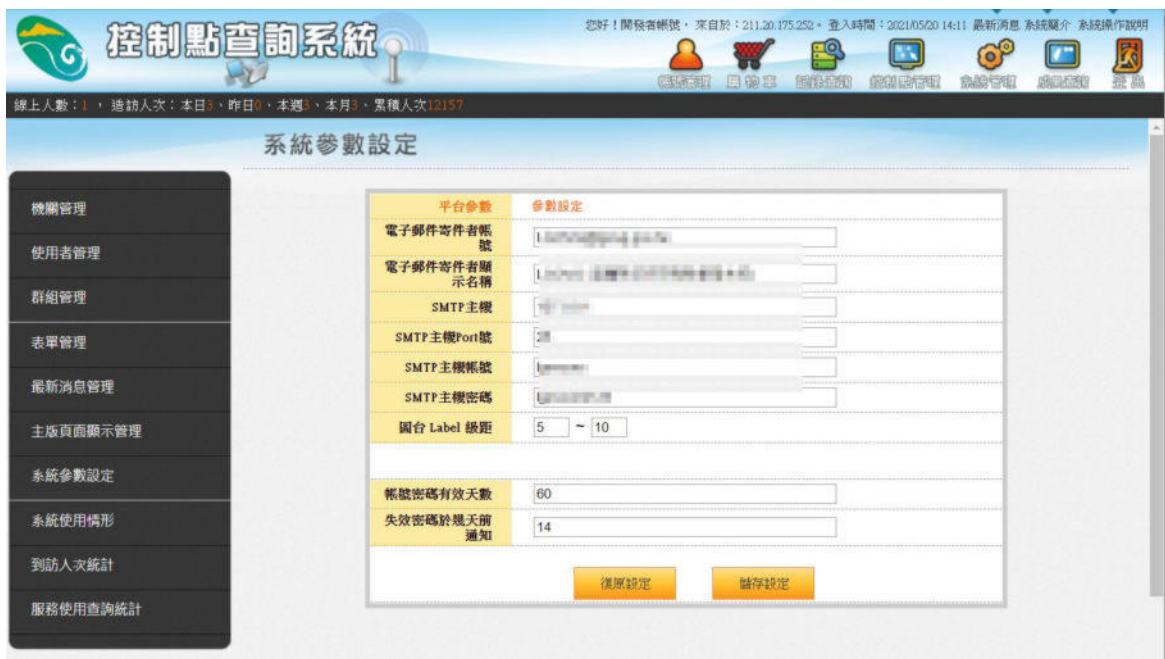 控制點查詢系統
您好！開發者帳號， 來自於：211.20.175.252。 登入時間：2021/05/20 14:11 最新消息 系統簡介 系統操作說明
帳號管理 購物車 記錄查詢 控制點管理 系統管理 成果查詢 登出
線上人數：1 ，造訪人次：本日3、昨日0、本週3、本月3、累積人次12157
系統參數設定
機關管理
使用者管理
群組管理
表單管理
最新消息管理
主版頁面顯示管理
系統參數設定
系統使用情形
到訪人次統計
服務使用查詢統計
平台參數 參數設定
電子郵件寄件者帳
號
電子郵件寄件者顯
示名稱
SMTP主機
SMTP主機Port號
SMTP主機帳號
SMTP主機密碼
圖台 Label 級距 5 ~ 10
帳號密碼有效天數 60
失效密碼於幾天前
通知 14
復原設定 儲存設定